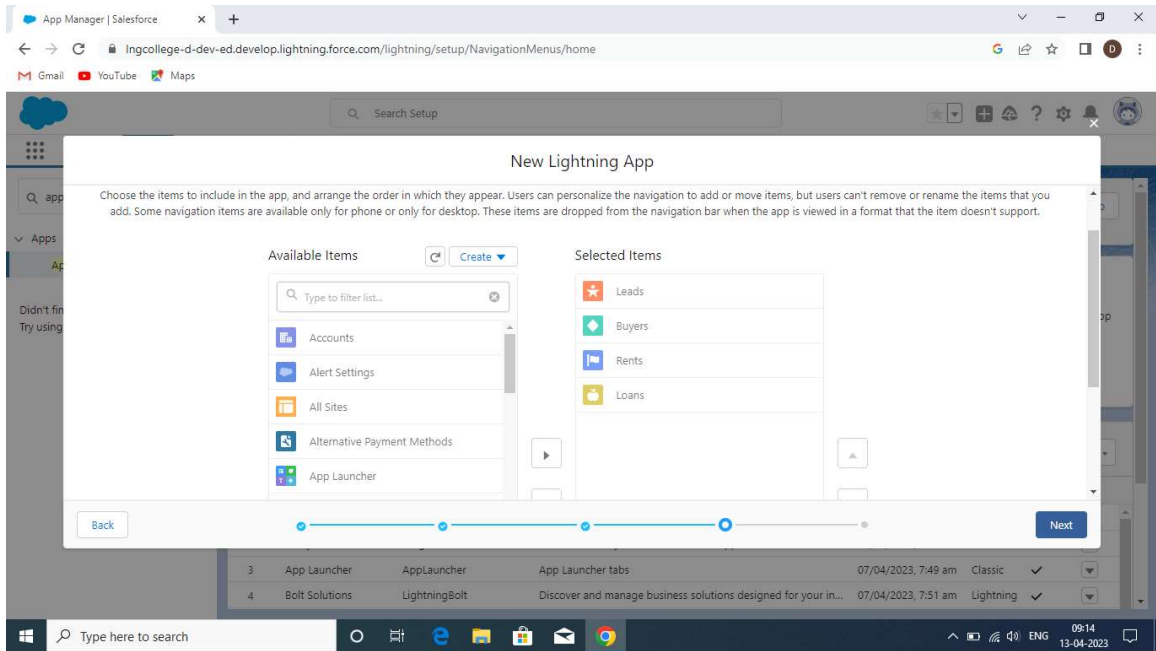 App Manager | Salesforce
lngcollege-d-dev-ed.develop.lightning.force.com/lightning/setup/NavigationMenus/home
G
D
Gmail YouTube Maps
Search Setup
New Lightning App
app
Choose the items to include in the app, and arrange the order in which they appear. Users can personalize the navigation to add or move items, but users can't remove or rename the items that you
add. Some navigation items are available only for phone or only for desktop. These items are dropped from the navigation bar when the app is viewed in a format that the item doesn't support.
Apps
Ap
Available Items
Create
Selected Items
Type to filter list...
Leads
Didn't fin
Try using
Accounts
Buyers
pp
Alert Settings
Rents
All Sites
Loans
Alternative Payment Methods
App Launcher
Back
Next
3 App Launcher AppLauncher App Launcher tabs 07/04/2023, 7:49 am Classic
4 Bolt Solutions LightningBolt Discover and manage business solutions designed for your in... 07/04/2023, 7:51 am Lightning
Type here to search
ENG
09:14
13-04-2023